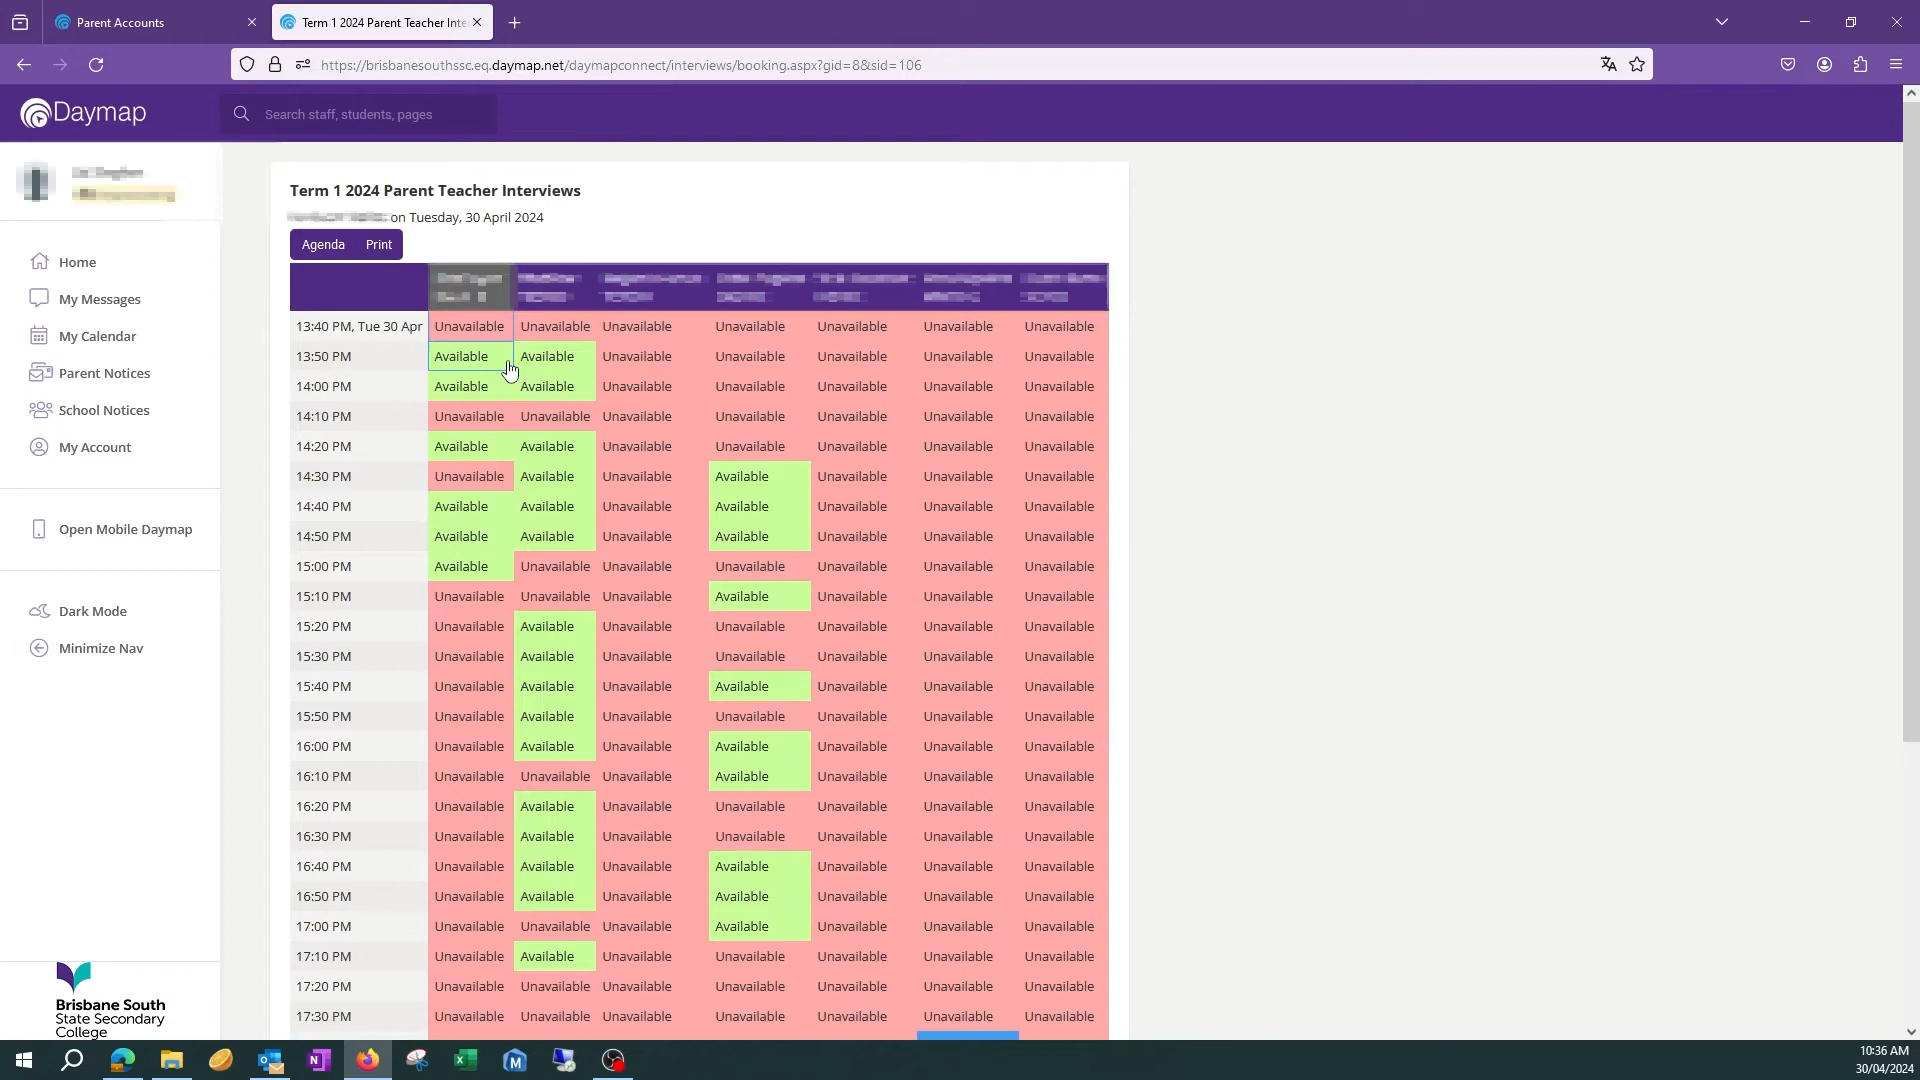 Parent Accounts
Term 1 2024 Parent Teacher Inte
https://brisbanesouthssc.eq.daymap.net/daymapconnect/interviews/booking.aspx?gid=8&sid=106
Daymap
Search staff, students, pages
Home
My Messages
My Calendar
Parent Notices
School Notices
My Account
Open Mobile Daymap
Dark Mode
Minimize Nav
Brisbane South
State Secondary
College
Term 1 2024 Parent Teacher Interviews
on Tuesday, 30 April 2024
Agenda Print
13:40 PM, Tue 30 Apr Unavailable Unavailable Unavailable Unavailable Unavailable Unavailable Unavailable
13:50 PM Available Available Unavailable Unavailable Unavailable Unavailable Unavailable
14:00 PM Available Available Unavailable Unavailable Unavailable Unavailable Unavailable
14:10 PM Unavailable Unavailable Unavailable Unavailable Unavailable Unavailable Unavailable
14:20 PM Available Available Unavailable Unavailable Unavailable Unavailable Unavailable
14:30 PM Unavailable Available Unavailable Available Unavailable Unavailable Unavailable
14:40 PM Available Available Unavailable Available Unavailable Unavailable Unavailable
14:50 PM Available Available Unavailable Available Unavailable Unavailable Unavailable
15:00 PM Available Unavailable Unavailable Unavailable Unavailable Unavailable Unavailable
15:10 PM Unavailable Unavailable Unavailable Available Unavailable Unavailable Unavailable
15:20 PM Unavailable Available Unavailable Unavailable Unavailable Unavailable Unavailable
15:30 PM Unavailable Available Unavailable Unavailable Unavailable Unavailable Unavailable
15:40 PM Unavailable Available Unavailable Available Unavailable Unavailable Unavailable
15:50 PM Unavailable Available Unavailable Unavailable Unavailable Unavailable Unavailable
16:00 PM Unavailable Available Unavailable Available Unavailable Unavailable Unavailable
16:10 PM Unavailable Unavailable Unavailable Available Unavailable Unavailable Unavailable
16:20 PM Unavailable Available Unavailable Unavailable Unavailable Unavailable Unavailable
16:30 PM Unavailable Available Unavailable Unavailable Unavailable Unavailable Unavailable
16:40 PM Unavailable Available Unavailable Available Unavailable Unavailable Unavailable
16:50 PM Unavailable Available Unavailable Available Unavailable Unavailable Unavailable
17:00 PM Unavailable Unavailable Unavailable Available Unavailable Unavailable Unavailable
17:10 PM Unavailable Available Unavailable Unavailable Unavailable Unavailable Unavailable
17:20 PM Unavailable Unavailable Unavailable Unavailable Unavailable Unavailable Unavailable
17:30 PM Unavailable Unavailable Unavailable Unavailable Unavailable Unavailable Unavailable
10:36 AM
30/04/2024